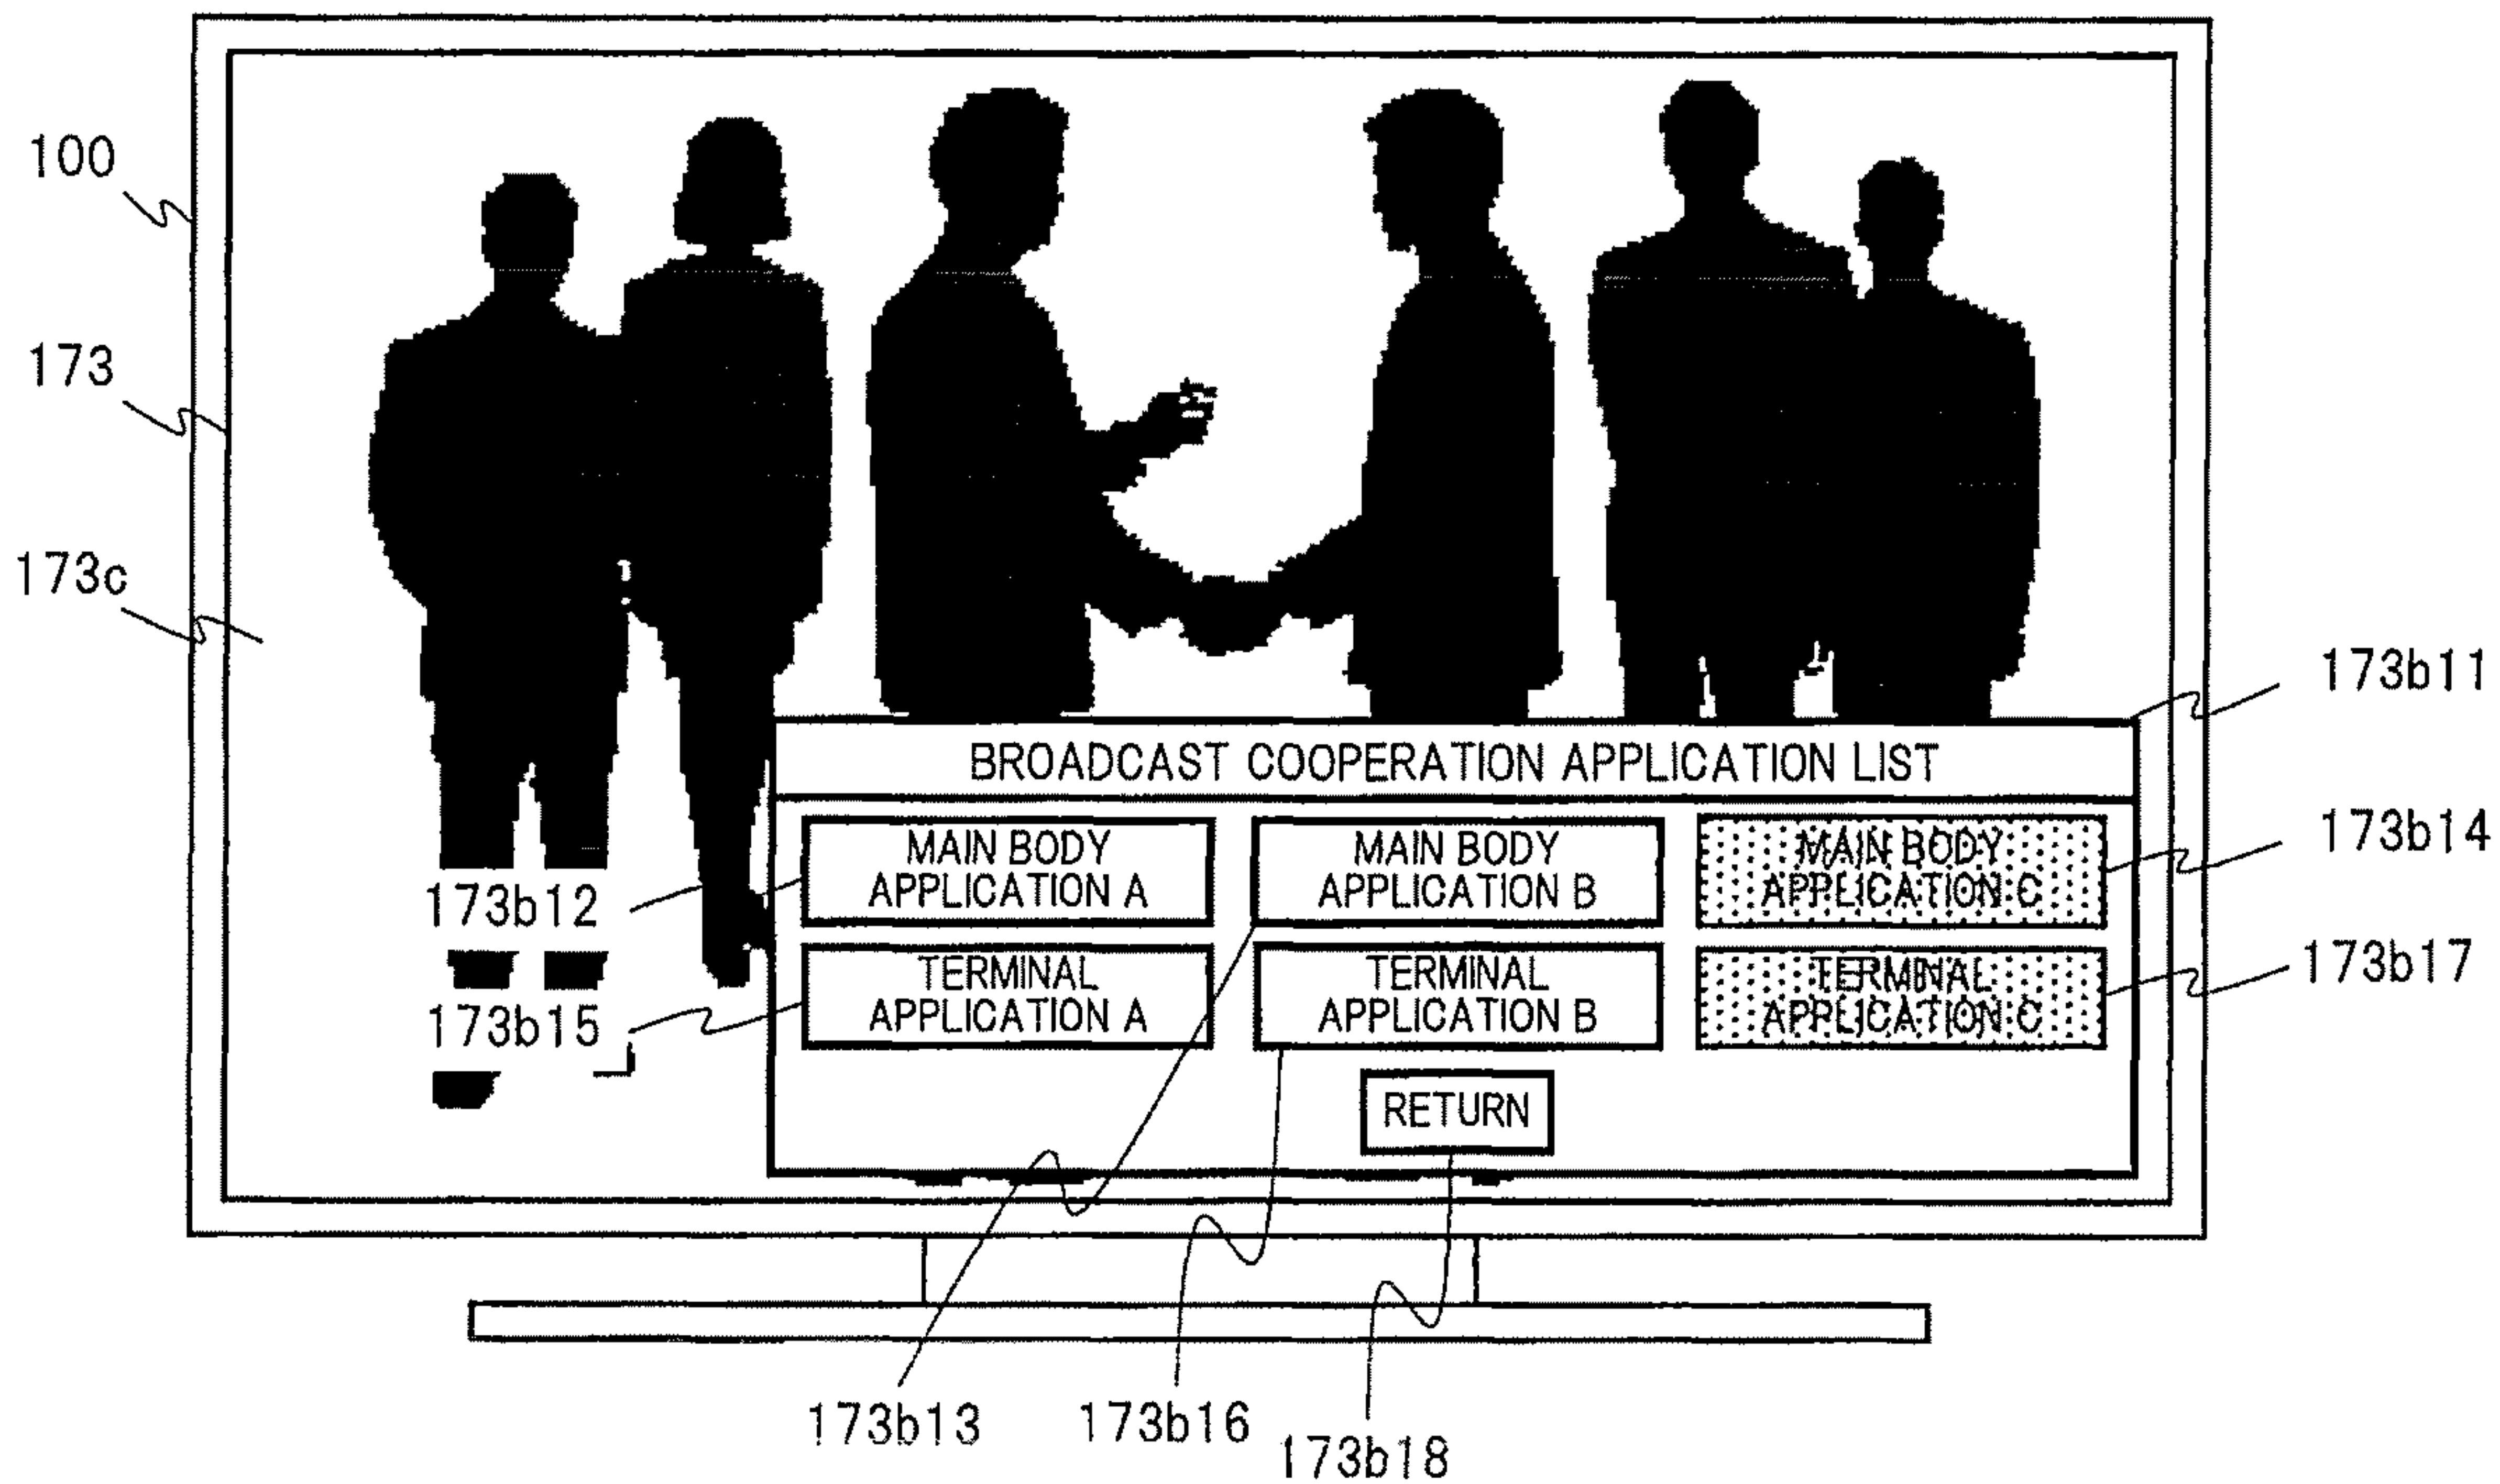 100
173
173c
173b11
BROADCAST COOPERATION APPLICATION LIST
MAIN BODY
APPLICATION A
MAIN BODY
APPLICATION B
MAIN BODY
APPLICATION C
173b14
173b12
TERMINAL
APPLICATION A
TERMINAL
APPLICATION B
TERMINAL
APPLICATION C
173b17
173b15
RETURN
173b13
173b16
173b18